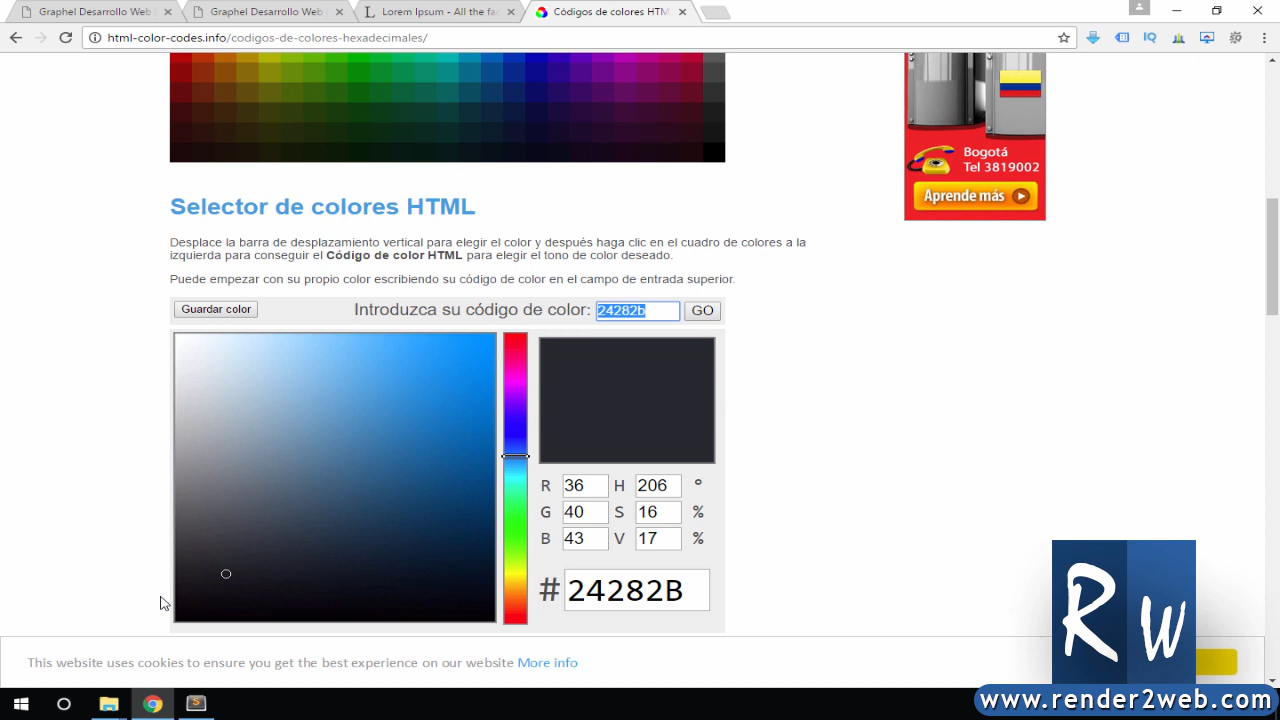 Graphel Desarrollo Web
Graphel Desarrollo Web
L Lorem Ipsum - All the fac
Códigos de colores HTM
html-color-codes.info/codigos-de-colores-hexadecimales/
IQ
Bogotá
Tel 3819002
Aprende más
Selector de colores HTML
Desplace la barra de desplazamiento vertical para elegir el color y después haga clic en el cuadro de colores a la
izquierda para conseguir el Código de color HTML para elegir el tono de color deseado.
Puede empezar con su propio color escribiendo su código de color en el campo de entrada superior.
Guardar color
Introduzca su código de color: 24282b GO
R 36 H 206 °
G 40 S 16 %
B 43 V 17 %
# 24282B
This website uses cookies to ensure you get the best experience on our website More info
S
RW
www.render2web.com